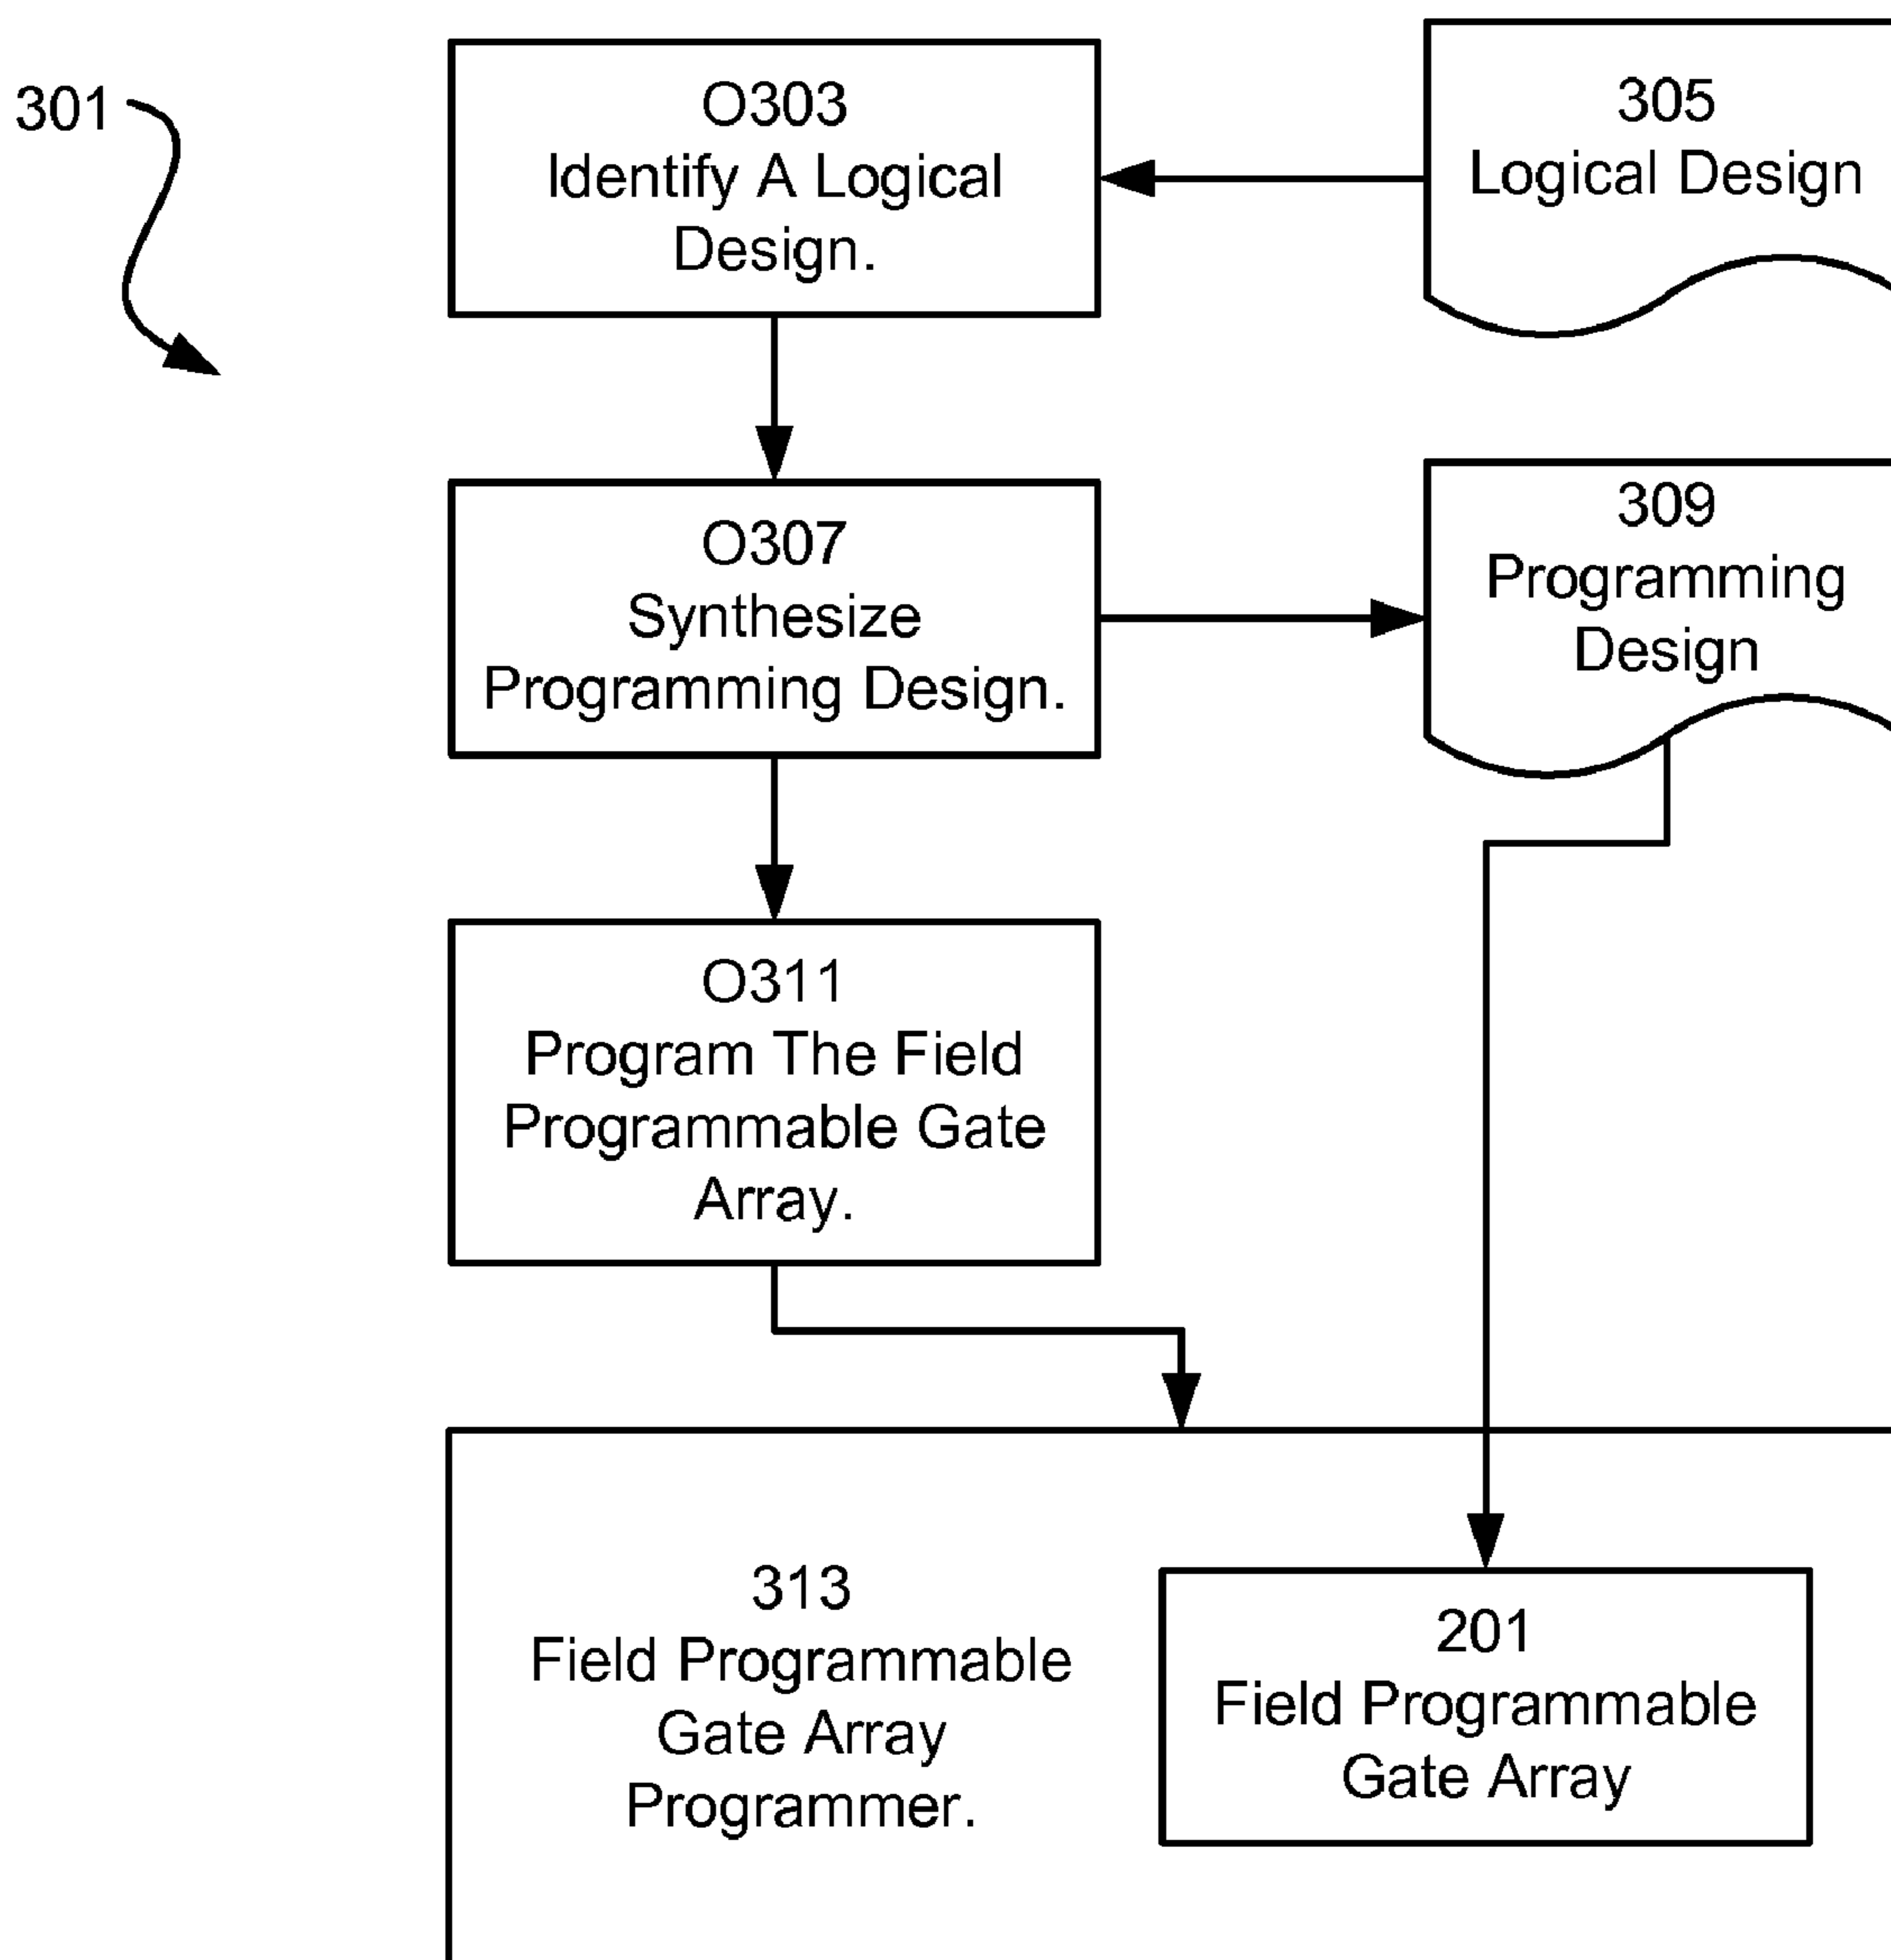 301
O303
Identify A Logical
Design.
305
Logical Design
O307
Synthesize
Programming Design.
309
Programming
Design
O311
Program The Field
Programmable Gate
Array.
313
Field Programmable
Gate Array
Programmer.
201
Field Programmable
Gate Array